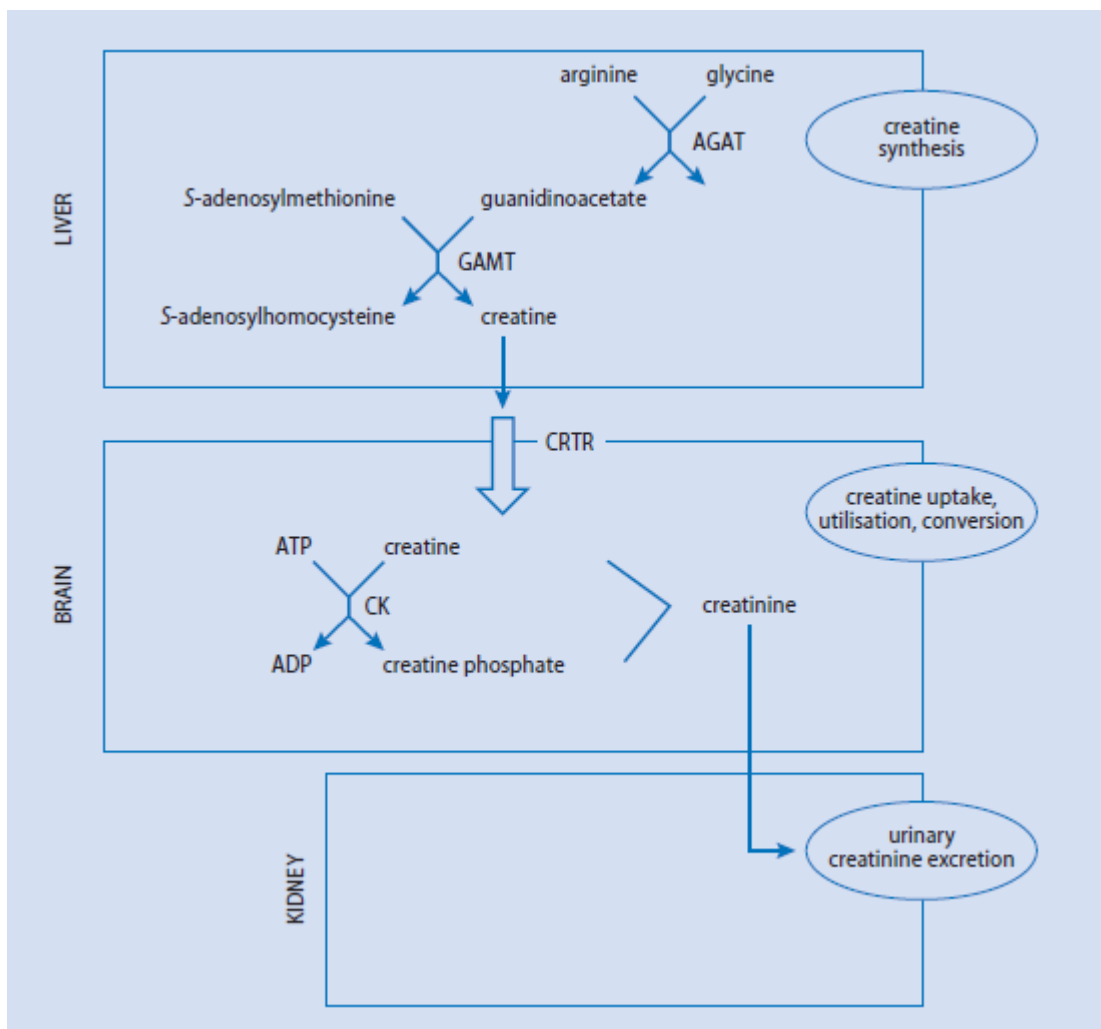 LIVER
arginine
glycine
AGAT
creatine
synthesis
S-adenosylmethionine
guanidinoacetate
GAMT
S-adenosylhomocysteine
creatine
BRAIN
CRTR
creatine uptake,
utilisation, conversion
ATP
creatine
CK
creatinine
ADP
creatine phosphate
KIDNEY
urinary
creatinine excretion